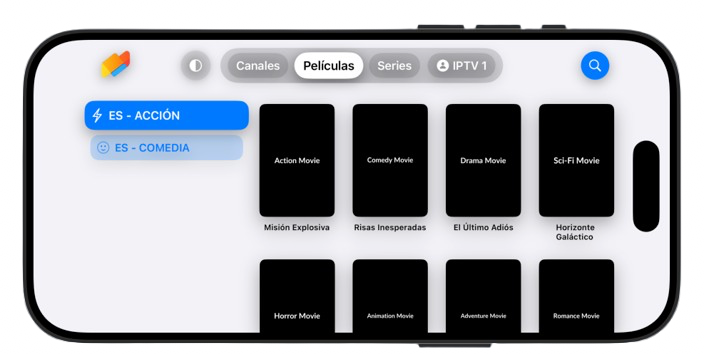 Canales
Películas
Series
IPTV 1
ES - ACCIÓN
ES - COMEDIA
Action Movie
Comedy Movie
Drama Movie
Sci-Fi Movie
Misión Explosiva
Risas Inesperadas
El Último Adiós
Horizonte
Galáctico
Horror Movie
Animation Movie
Adventure Movie
Romance Movie